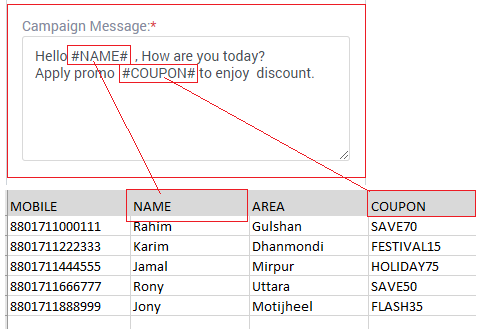 Campaign Message:*
Hello #NAME# , How are you today?
Apply promo #COUPON# to enjoy discount.
MOBILE NAME AREA COUPON
8801711000111 Rahim Gulshan SAVE70
8801711222333 Karim Dhanmondi FESTIVAL15
8801711444555 Jamal Mirpur HOLIDAY75
8801711666777 Rony Uttara SAVE50
8801711888999 Jony Motijheel FLASH35